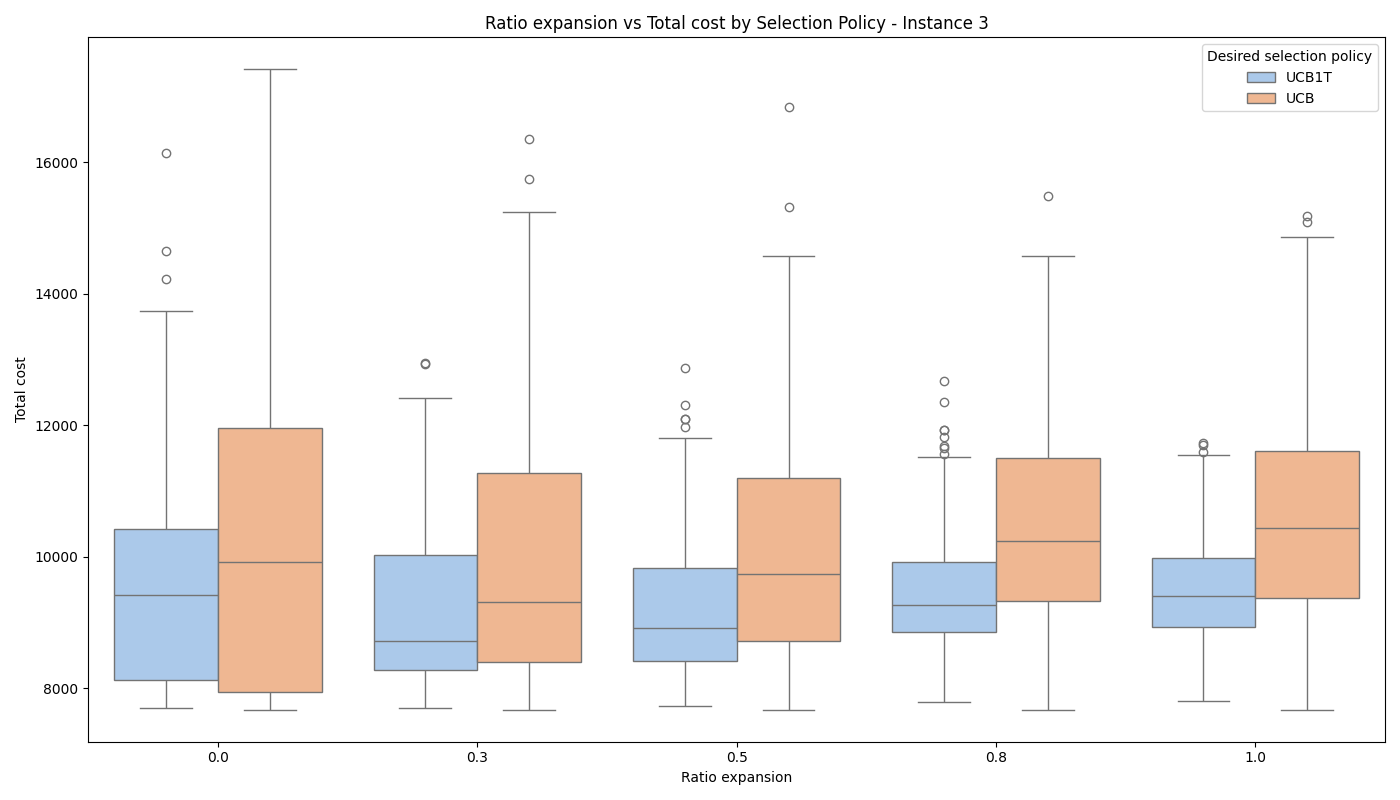 Ratio expansion vs Total cost by Selection Policy - Instance 3
Desired selection policy
UCB1T
UCB
Total cost
16000
14000
12000
10000
8000
0.0
0.3
0.5
0.8
1.0
Ratio expansion